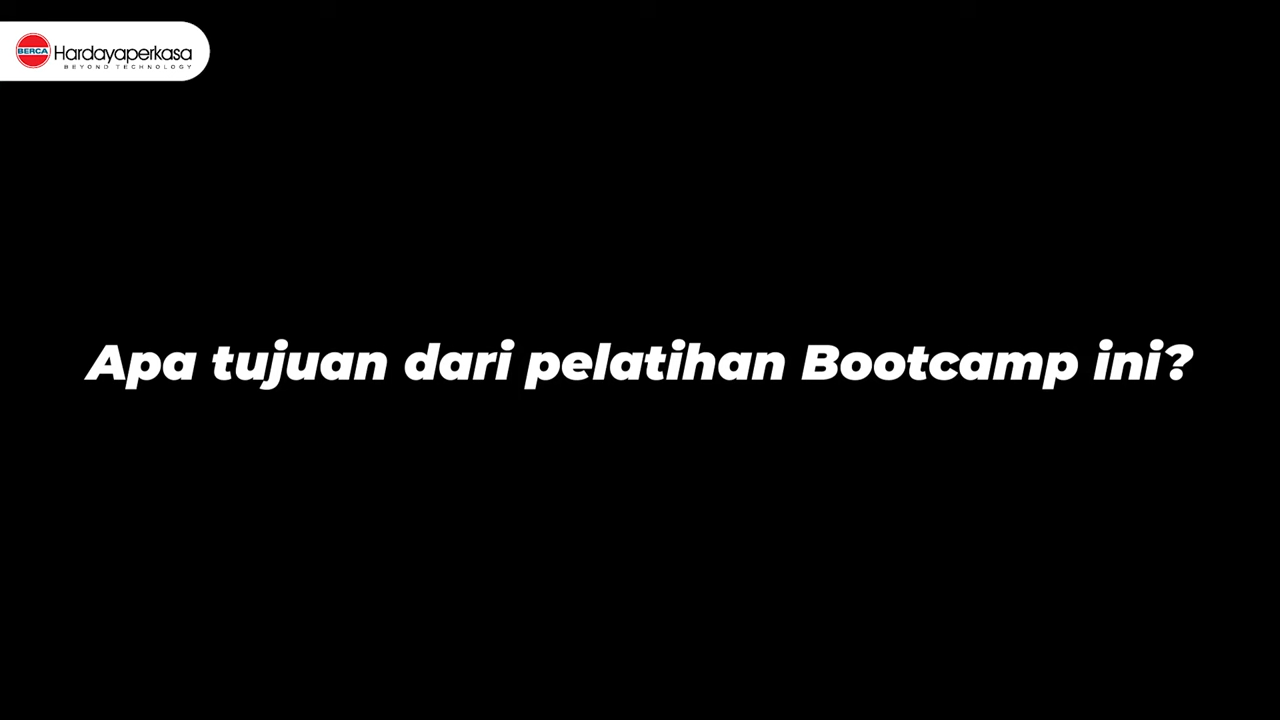 BERCA
Hardayaperkasa
BEYOND TECHNOLOGY
Apa tujuan dari pelatihan Bootcamp ini?